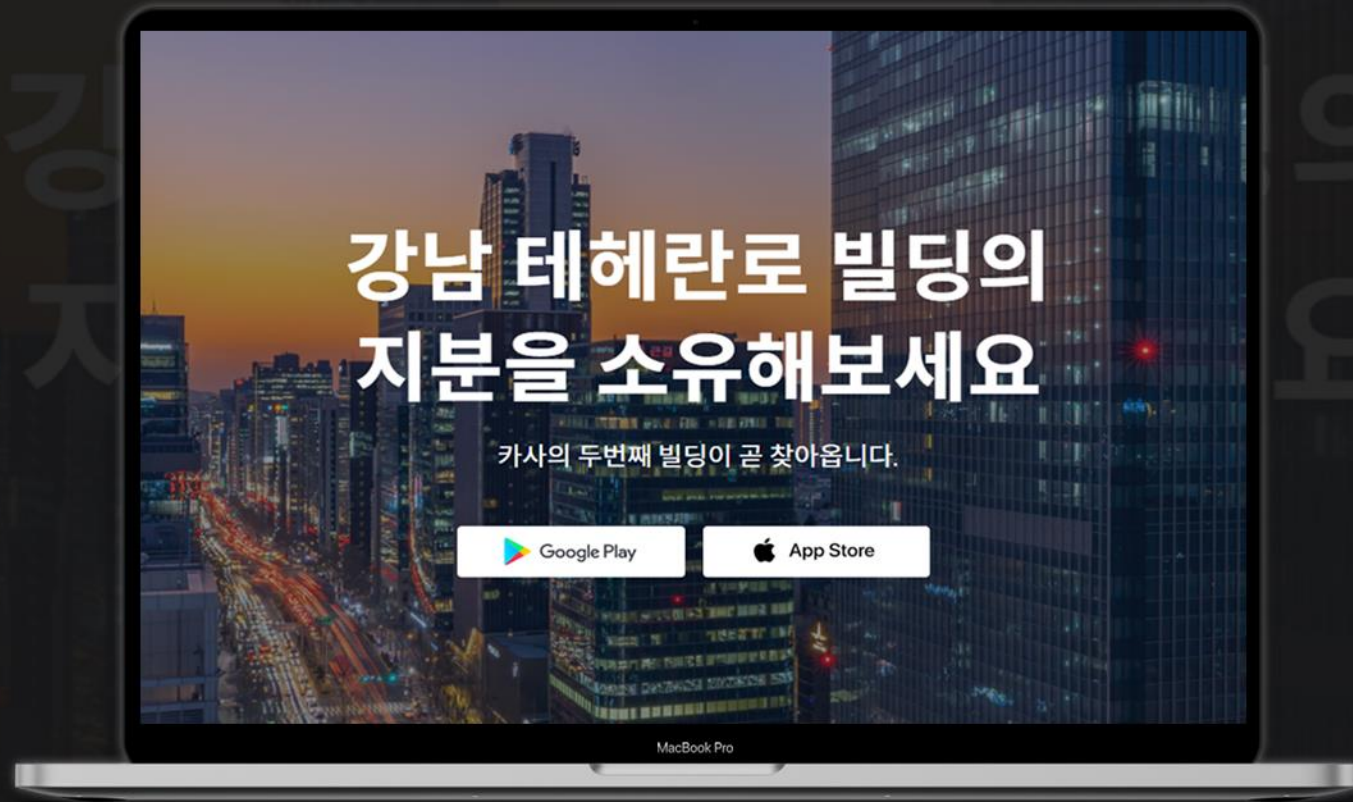 강남 테헤란로 빌딩의
지분을 소유해보세요
카사의 두번째 빌딩이 곧 찾아옵니다.
Google Play
App Store
MacBook Pro